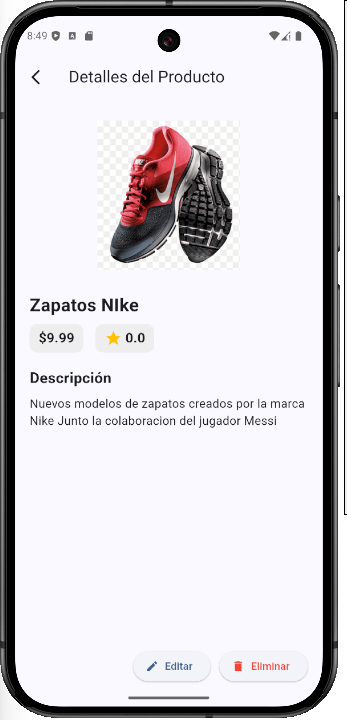 8:49
Detalles del Producto
Zapatos NIke
$9.99
0.0
Descripción
Nuevos modelos de zapatos creados por la marca
Nike Junto la colaboracion del jugador Messi
Editar
Eliminar